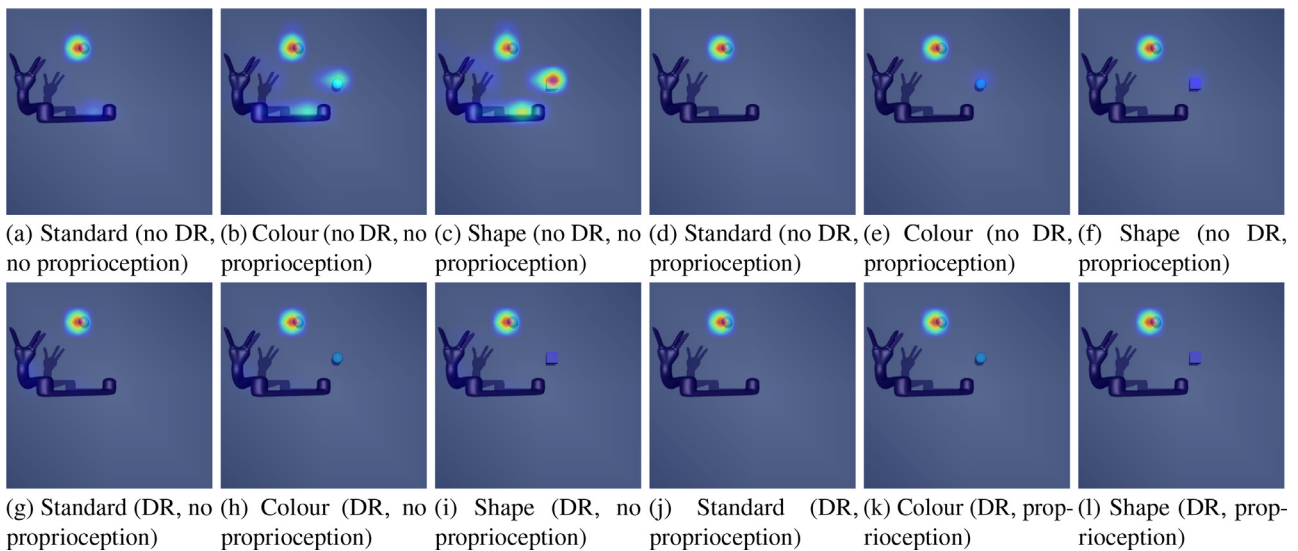 (a) Standard (no DR, no proprioception)
(b) Colour (no DR, no proprioception)
(c) Shape (no DR, no proprioception)
(d) Standard (no DR, proprioception)
(e) Colour (no DR, proprioception)
(f) Shape (no DR, proprioception)
(g) Standard (DR, no proprioception)
(h) Colour (DR, no proprioception)
(i) Shape (DR, no proprioception)
(j) Standard (DR, proprioception)
(k) Colour (DR, prop-
rioception)
(l) Shape (DR, prop-
rioception)